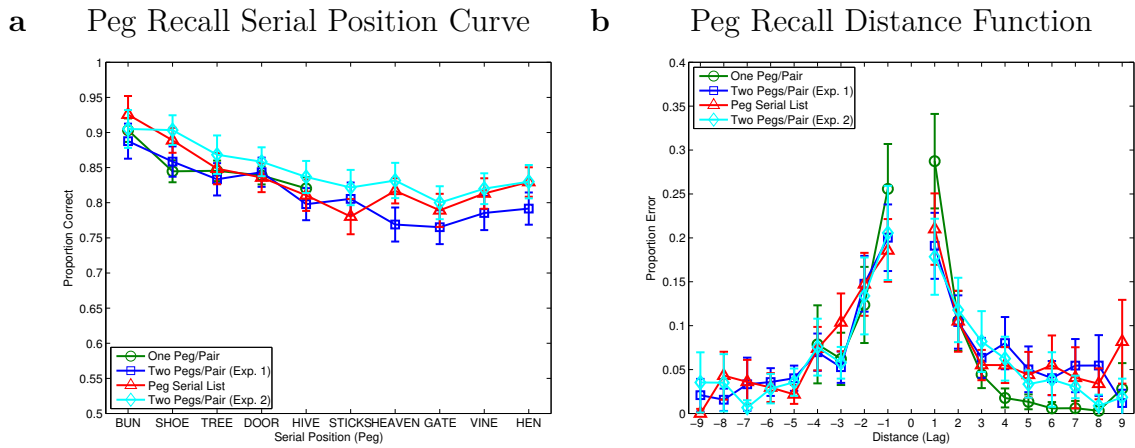 a Peg Recall Serial Position Curve
1
0.95
0.9
0.85
0.8
0.75
0.7
0.65
0.6
0.55
0.5
Proportion Correct
One Peg/Pair
Two Pegs/Pair (Exp. 1)
Peg Serial List
Two Pegs/Pair (Exp. 2)
BUN SHOE TREE DOOR HIVE STICKS HEAVEN GATE VINE HEN
Serial Position (Peg)
b Peg Recall Distance Function
0.4
0.35
0.3
0.25
0.2
0.15
0.1
0.05
0
Proportion Error
One Peg/Pair
Two Pegs/Pair (Exp. 1)
Peg Serial List
Two Pegs/Pair (Exp. 2)
−9 −8 −7 −6 −5 −4 −3 −2 −1 0 1 2 3 4 5 6 7 8 9
Distance (Lag)